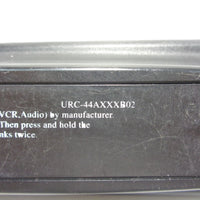 URC-44AXXXB02
VCR,Audio) by manufacturer.
Then press and hold the
nks twice.